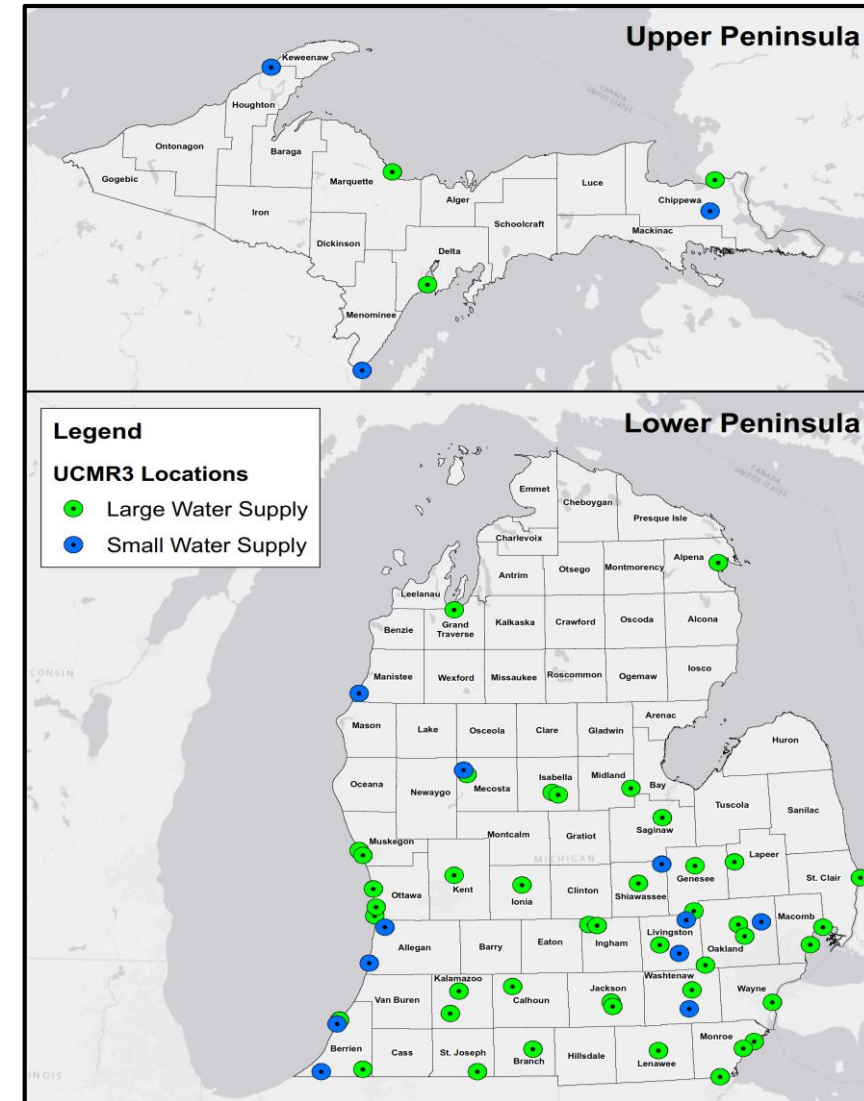 Upper Peninsula
Keweenaw
Houghton
Ontonagon
Baraga
Gogebic
Marquette
Alger
Luce
Chippewa
Iron
Schoolcraft
Mackinac
Dickinson
Delta
Menominee
CANADA
UNITED STATES
Lower Peninsula
Legend
UCMR3 Locations
Large Water Supply
Small Water Supply
CANADA
UNITED STATES
Emmet
Cheboygan
Presque Isle
Charlevoix
Antrim
Otsego
Montmorency
Alpena
Leelanau
Benzie
Grand
Traverse
Kalkaska
Crawford
Oscoda
Alcona
CONSIN
Manistee
Wexford
Missaukee
Roscommon
Ogemaw
Iosco
Arenac
Mason
Lake
Osceola
Clare
Gladwin
Huron
Oceana
Newaygo
Mecosta
Isabella
Midland
Bay
Tuscola
Sanilac
Saginaw
Montcalm
Gratiot
MICHIGAN
Muskegon
Kent
Ottawa
Ionia
Clinton
Shiawassee
Genesee
Lapeer
St. Clair
Macomb
Allegan
Barry
Eaton
Ingham
Livingston
Oakland
Van Buren
Kalamazoo
Calhoun
Jackson
Washtenaw
Wayne
Berrien
Cass
St. Joseph
Branch
Hillsdale
Lenawee
Monroe
INOIS